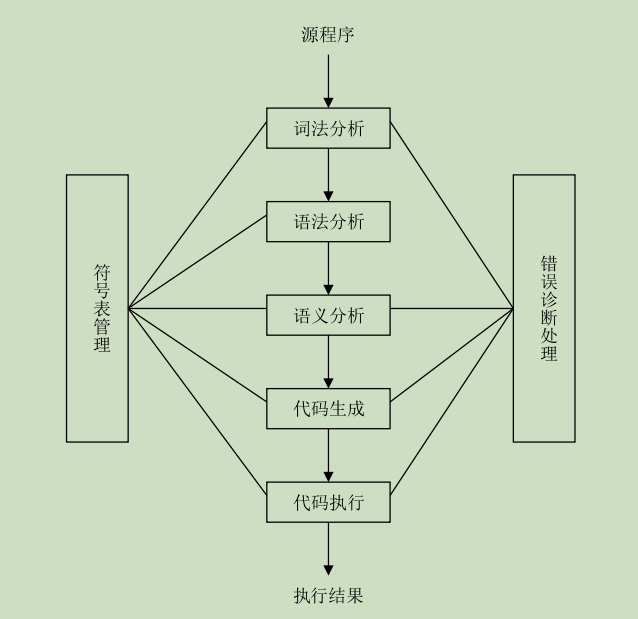 源程序
词法分析
语法分析
符号表管理
错误诊断处理
语义分析
代码生成
代码执行
执行结果